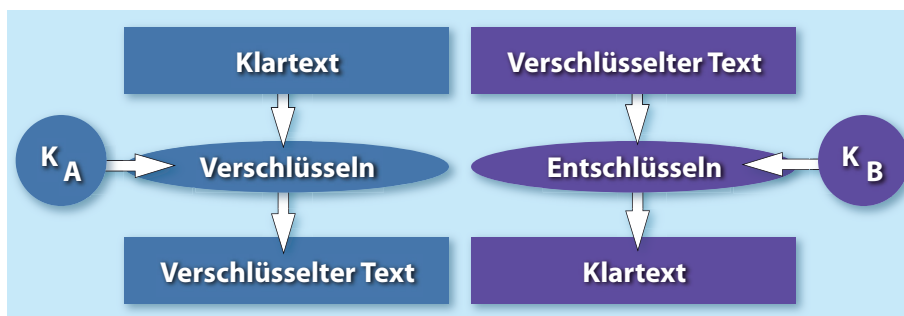 Klartext
Verschlüsselter Text
K A
Verschlüsseln
Entschlüsseln
K B
Verschlüsselter Text
Klartext